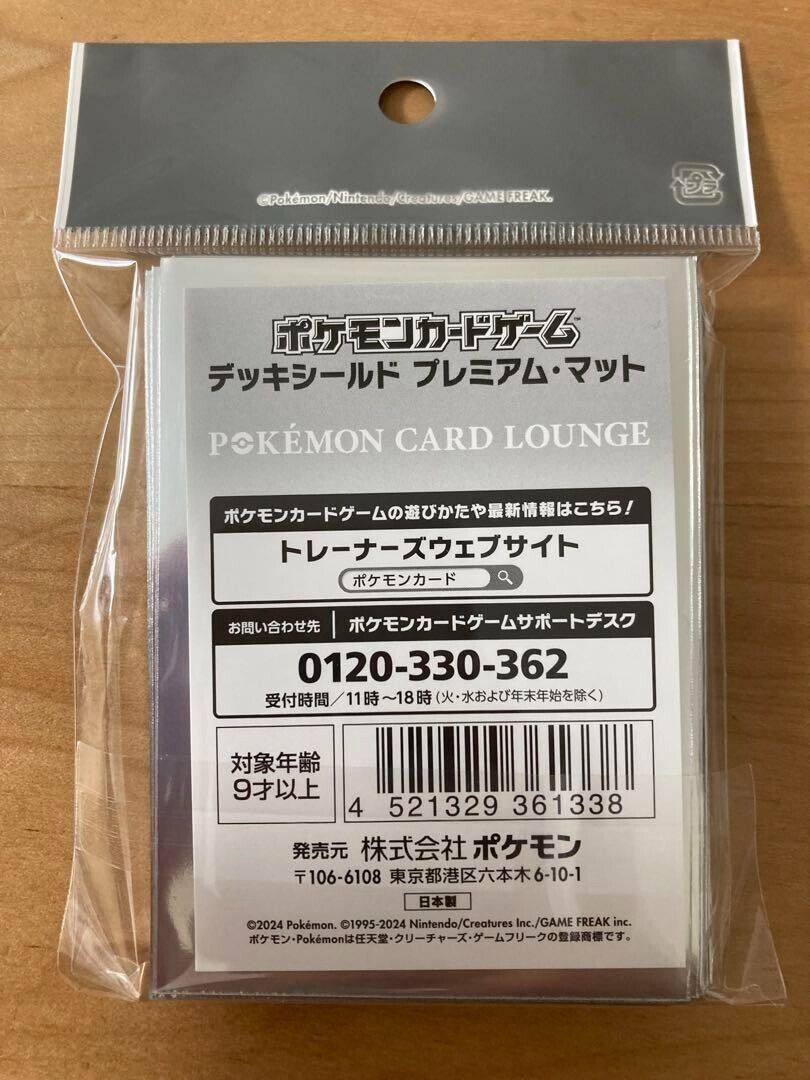 ©Pokémon/Nintendo/Creatures/GAME FREAK.
プラ
ポケモンカードゲーム™
デッキシールド プレミアム・マット
POKÉMON CARD LOUNGE
ポケモンカードゲームの遊びかたや最新情報はこちら！
トレーナーズウェブサイト
ポケモンカード
お問い合わせ先 ポケモンカードゲームサポートデスク
0120-330-362
受付時間／11時～18時(火・水および年末年始を除く)
対象年齢
9才以上
4 521329 361338
発売元 株式会社 ポケモン
〒106-6108 東京都港区六本木6-10-1
日本製
©2024 Pokémon. ©1995-2024 Nintendo/Creatures Inc./GAME FREAK inc.
ポケモン・Pokémonは任天堂・クリーチャーズ・ゲームフリークの登録商標です。